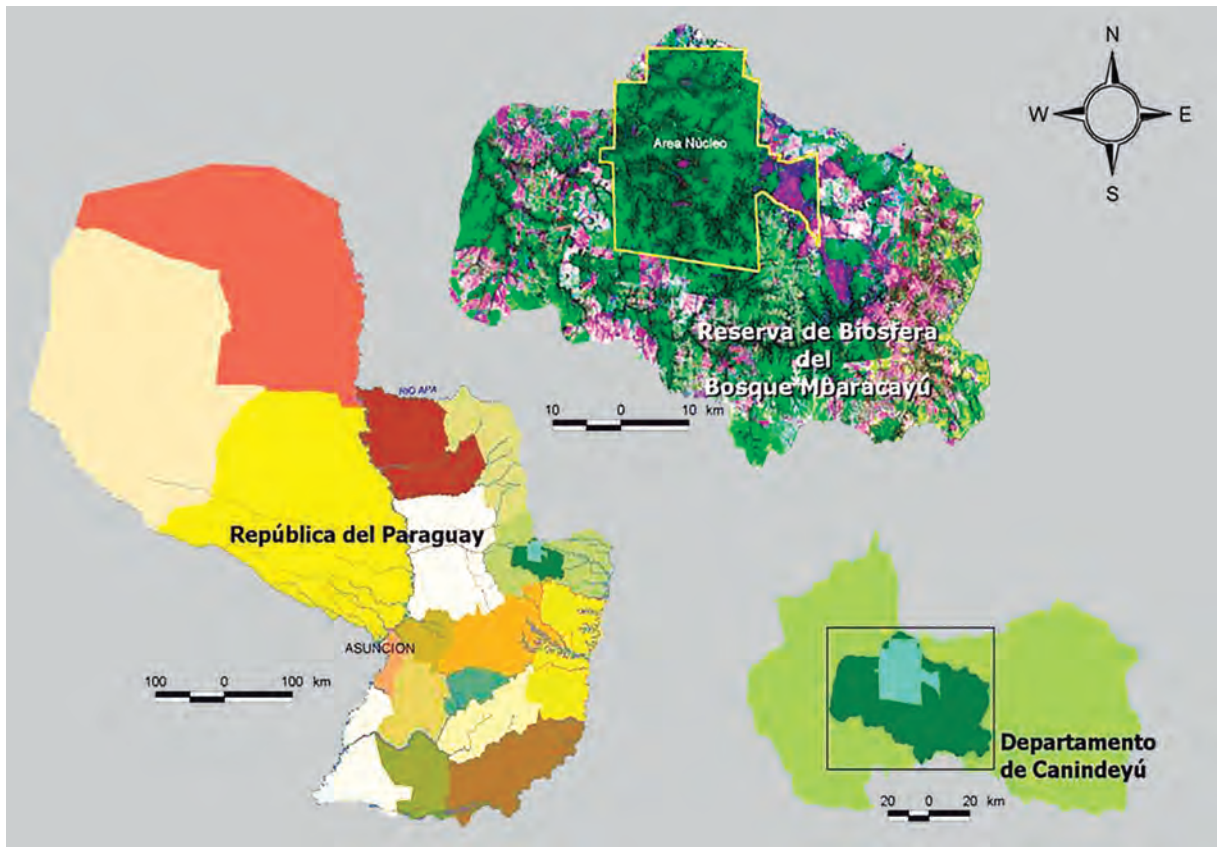 N
W E
S
Area Núcleo
Reserva de Biosfera
del
Bosque Mbaracayú
10 0 10 km
RIO APA
República del Paraguay
ASUNCION
100 0 100 km
Departamento
de Canindeyú
20 0 20 km